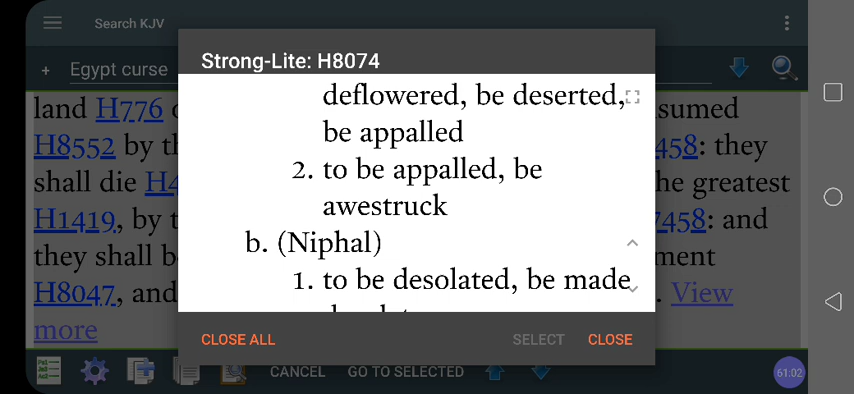 Search KJV
Strong-Lite: H8074
+ Egypt curse
deflowered, be deserted,
land H776 sumed
be appalled
H8552 by th 458: they
2. to be appalled, be
shall die H4 he greatest
awestruck
H1419, by t 7458: and
b. (Niphal)
they shall b ment
1. to be desolated, be made
H8047, and . View
more
CLOSE ALL SELECT CLOSE
CANCEL GO TO SELECTED 61:02